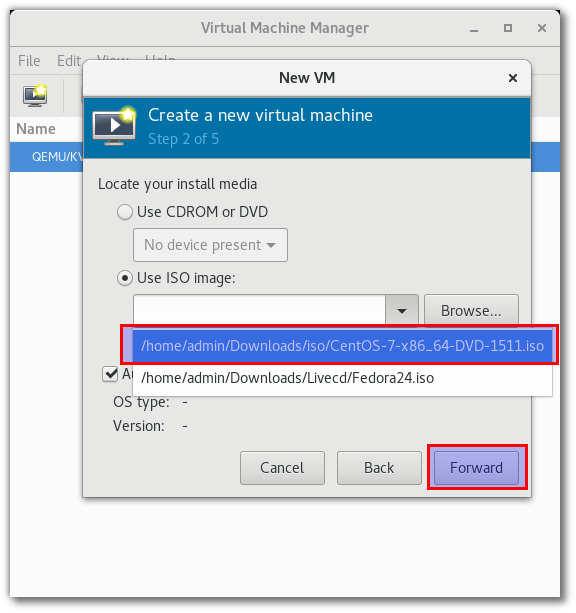 Virtual Machine Manager
File Edit View Help
New VM
Create a new virtual machine
Step 2 of 5
Name
QEMU/KV
Locate your install media
Use CDROM or DVD
No device present
Use ISO image:
Browse...
/home/admin/Downloads/iso/CentOS-7-x86_64-DVD-1511.iso
/home/admin/Downloads/Livecd/Fedora24.iso
OS type: -
Version: -
Cancel Back Forward